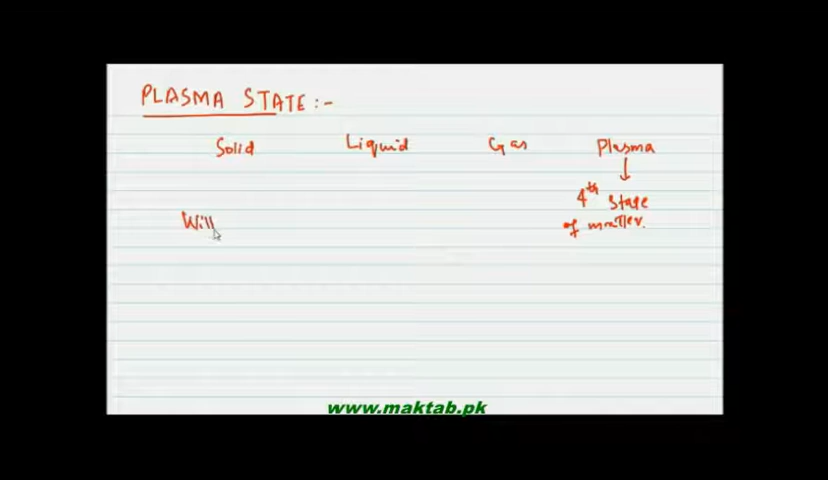 PLASMA STATE :-
Solid Liquid Gas Plasma
4th State
of matter.
Will
www.maktab.pk